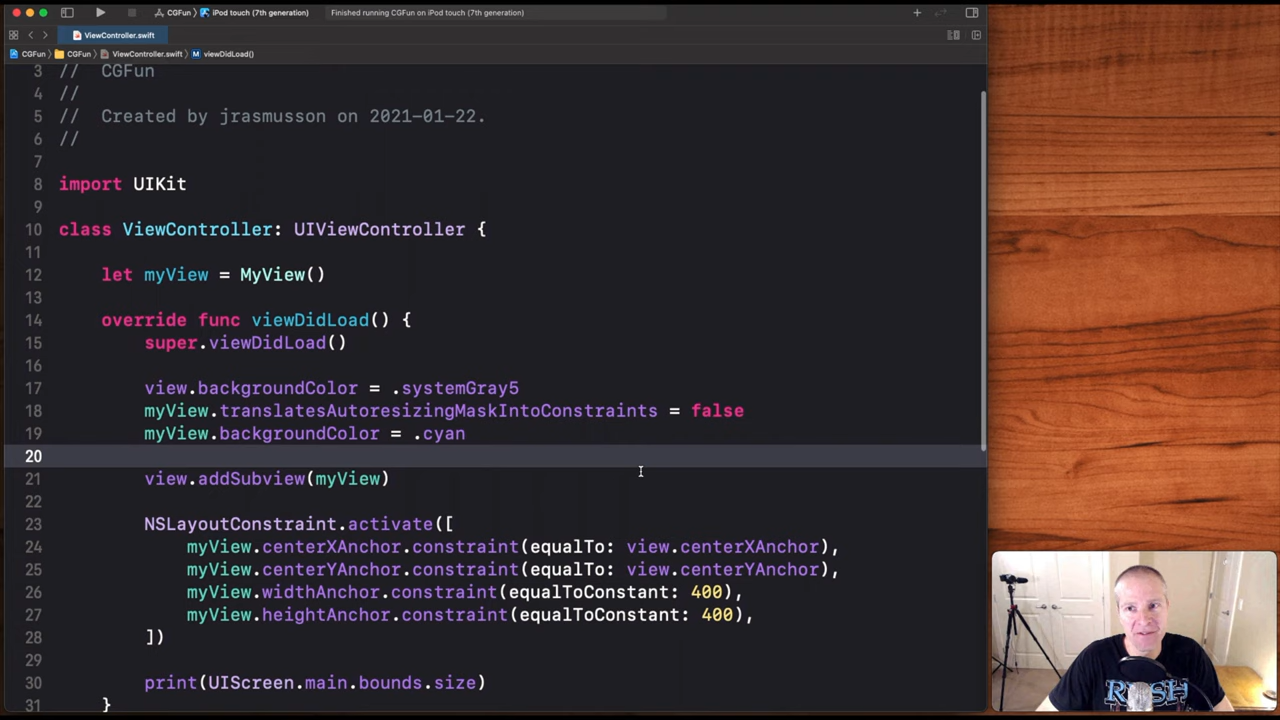 CGFun › iPod touch (7th generation)
Finished running CGFun on iPod touch (7th generation)
ViewController.swift
CGFun › CGFun › ViewController.swift › M viewDidLoad()
3 //  CGFun
4 //
5 //  Created by jrasmusson on 2021-01-22.
6 //
7
8 import UIKit
9
10 class ViewController: UIViewController {
11
12     let myView = MyView()
13
14     override func viewDidLoad() {
15         super.viewDidLoad()
16
17         view.backgroundColor = .systemGray5
18         myView.translatesAutoresizingMaskIntoConstraints = false
19         myView.backgroundColor = .cyan
20
21         view.addSubview(myView)
22
23         NSLayoutConstraint.activate([
24             myView.centerXAnchor.constraint(equalTo: view.centerXAnchor),
25             myView.centerYAnchor.constraint(equalTo: view.centerYAnchor),
26             myView.widthAnchor.constraint(equalToConstant: 400),
27             myView.heightAnchor.constraint(equalToConstant: 400),
28         ])
29
30         print(UIScreen.main.bounds.size)
31     }
RUSH